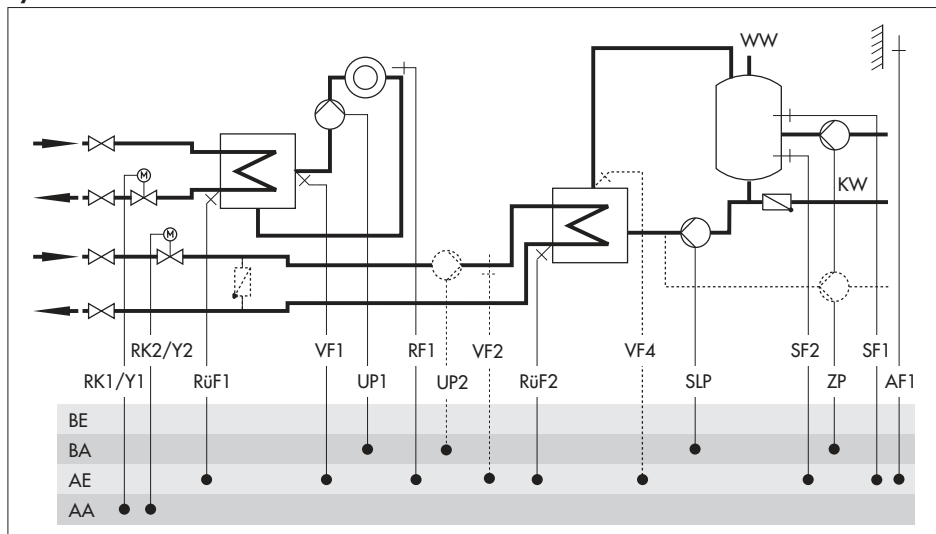 WW
M
KW
M
RK2/Y2 VF1 RF1 VF2 VF4 SF2 SF1
RK1/Y1 RüF1 UP1 UP2 RüF2 SLP ZP AF1
BE
BA
AE
AA